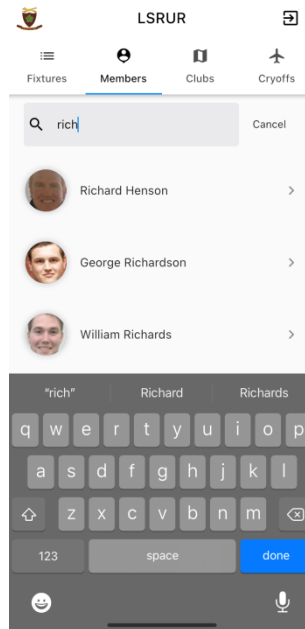 LSRUR
Fixtures Members Clubs Cryoffs
rich Cancel
Richard Henson
George Richardson
William Richards
“rich” Richard Richards
q w e r t y u i o p
a s d f g h j k l
z x c v b n m
123 space done